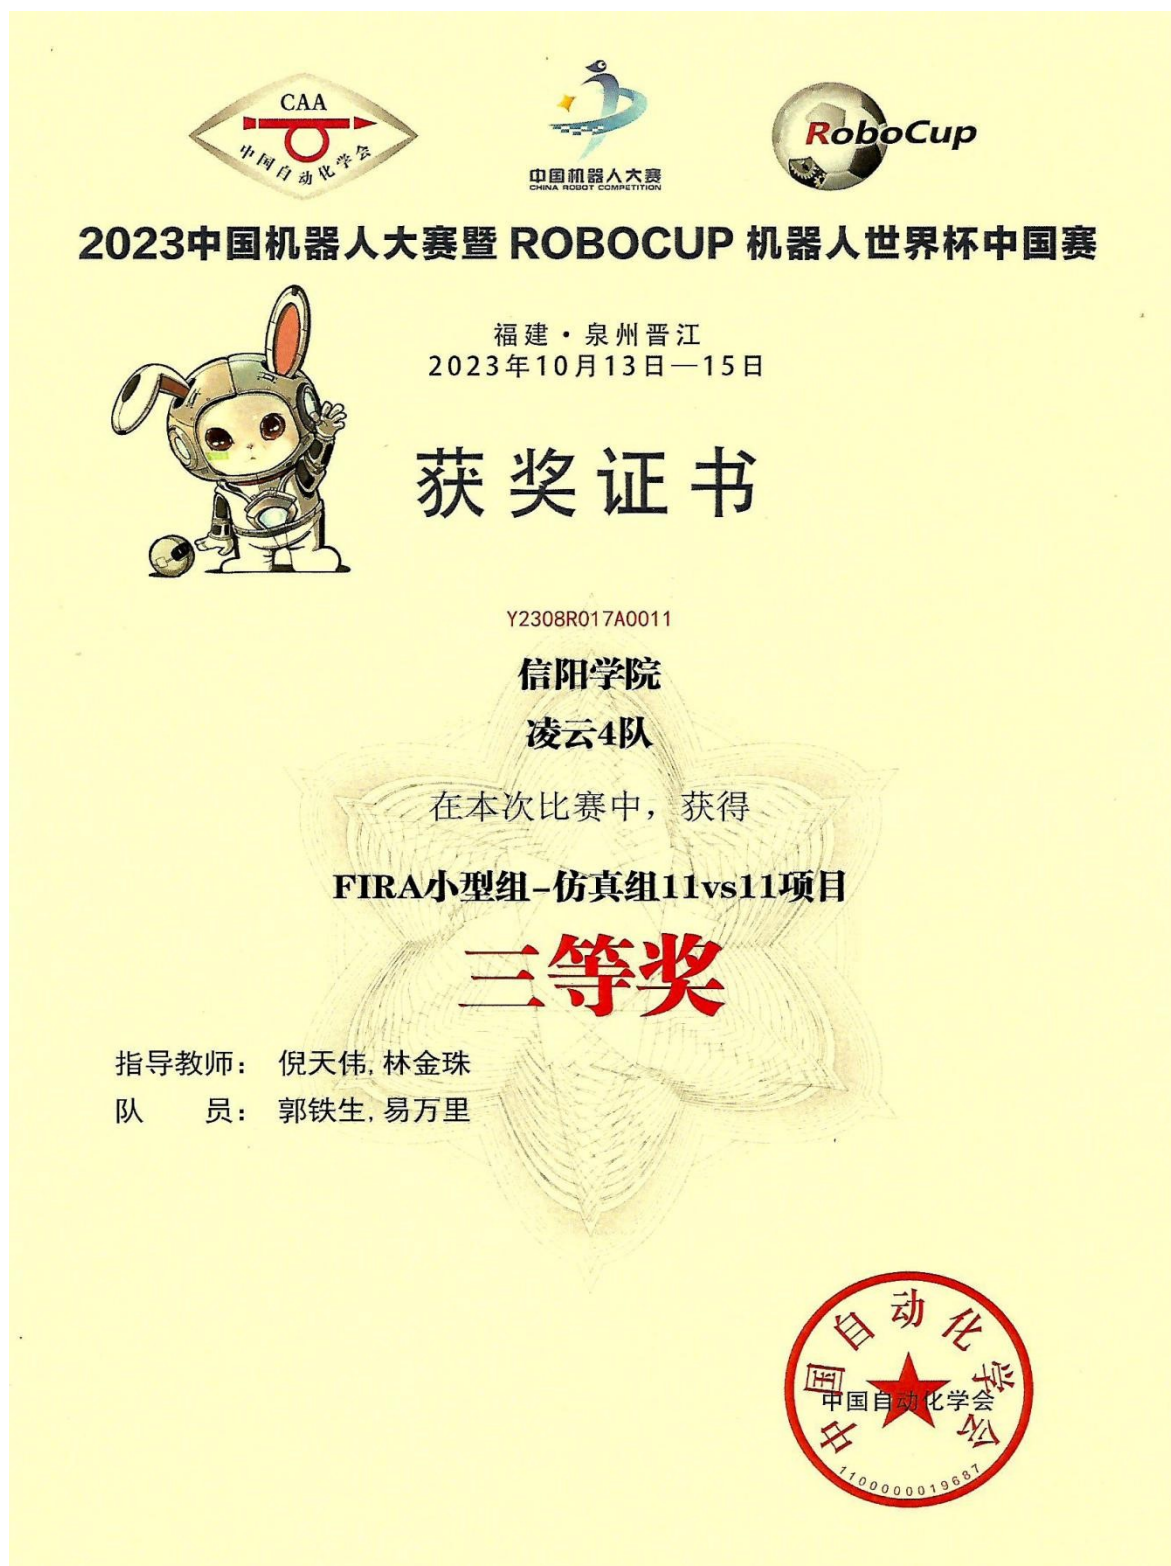 CAA
中国自动化学会
中国机器人大赛
CHINA ROBOT COMPETITION
RoboCup
2023中国机器人大赛暨 ROBOCUP 机器人世界杯中国赛
福建·泉州晋江
2023年10月13日—15日
获奖证书
Y2308R017A0011
信阳学院
凌云4队
在本次比赛中，获得
FIRA小型组-仿真组11vs11项目
三等奖
指导教师： 倪天伟, 林金珠
队 员： 郭铁生, 易万里
中国自动化学会
中国自动化学会
1100000019687